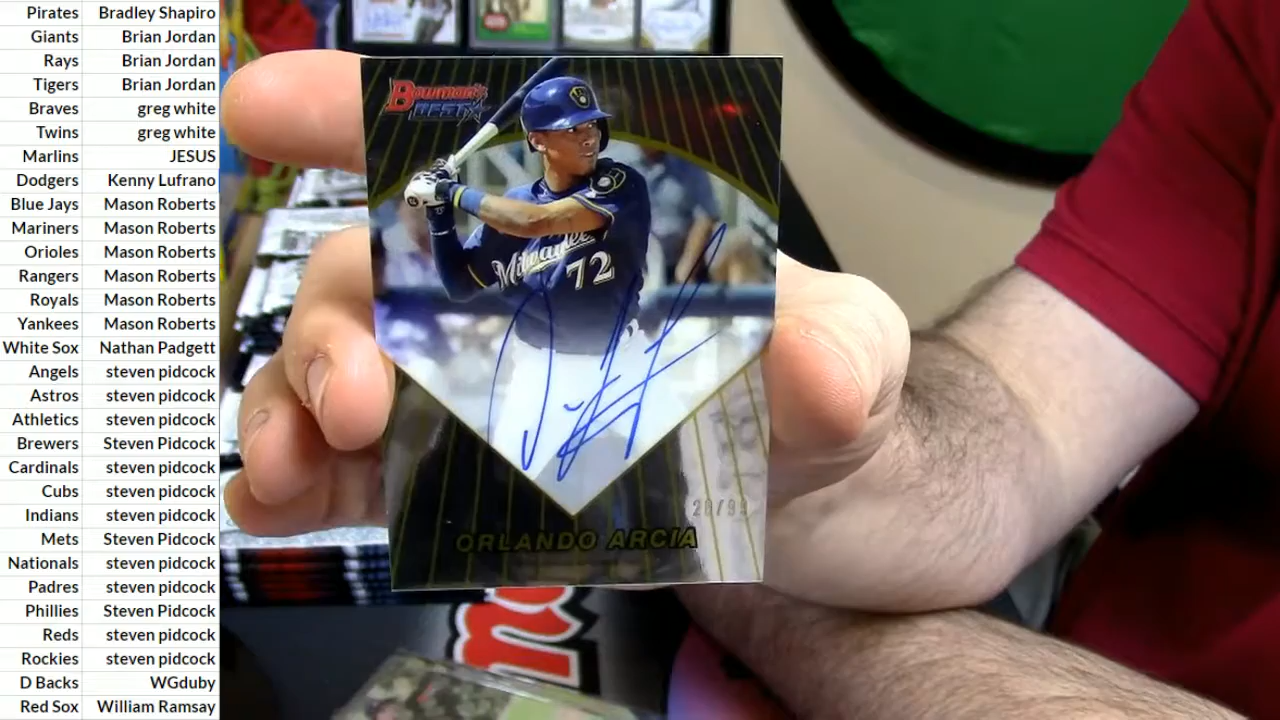 Pirates Bradley Shapiro
Giants Brian Jordan
Rays Brian Jordan
Tigers Brian Jordan
Braves greg white
Twins greg white
Marlins JESUS
Dodgers Kenny Lufrano
Blue Jays Mason Roberts
Mariners Mason Roberts
Orioles Mason Roberts
Rangers Mason Roberts
Royals Mason Roberts
Yankees Mason Roberts
White Sox Nathan Padgett
Angels steven pidcock
Astros steven pidcock
Athletics steven pidcock
Brewers Steven Pidcock
Cardinals steven pidcock
Cubs steven pidcock
Indians steven pidcock
Mets Steven Pidcock
Nationals steven pidcock
Padres steven pidcock
Phillies Steven Pidcock
Reds steven pidcock
Rockies steven pidcock
D Backs WGduby
Red Sox William Ramsay
Bowman's
BEST
Milwaukee
72
ORLANDO ARCIA